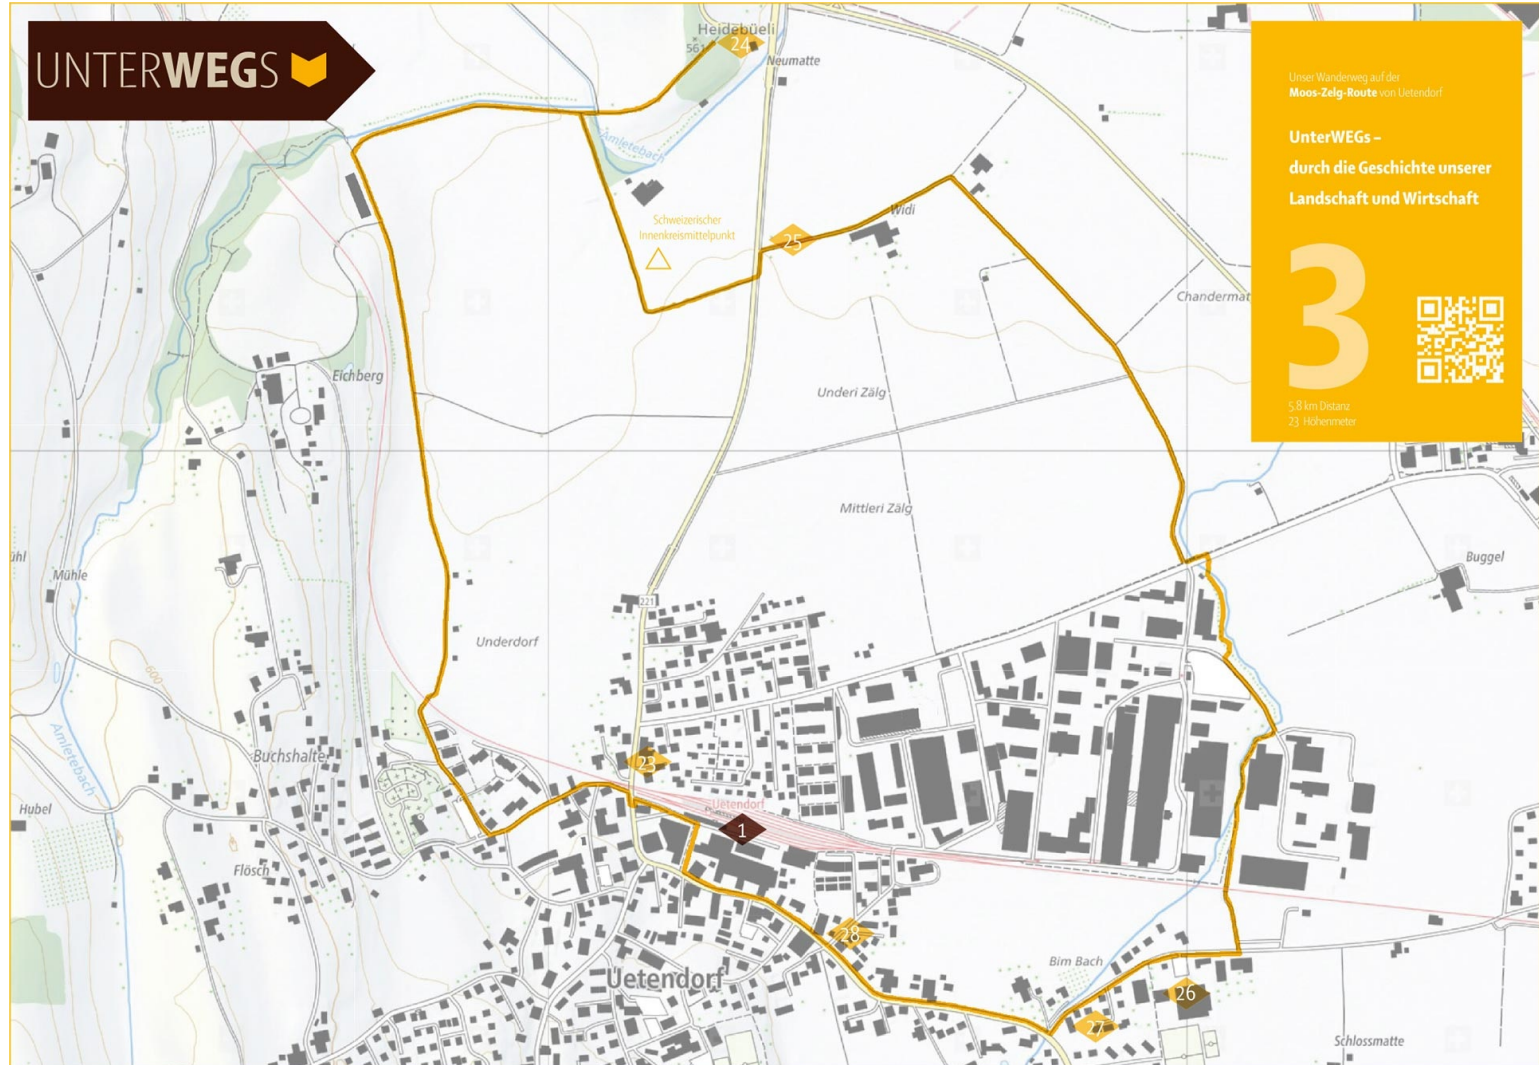 UNTERWEGS
Unser Wanderweg auf der
Moos-Zelg-Route von Uetendorf
UnterWEGs –
durch die Geschichte unserer
Landschaft und Wirtschaft
3
5.8 km Distanz
23 Höhenmeter
Heidebüeli
561
24
Neumatte
Amletebach
Schweizerischer
Innenkreismittelpunkt
25
Widi
Chandermat
Eichberg
Underi Zälg
Mittleri Zälg
Buggel
Mühle
221
Underdorf
600
Amletebach
Buchshalte
23
Uetendorf
1
Hubel
Flösch
28
Bim Bach
Uetendorf
26
27
Schlossmatte